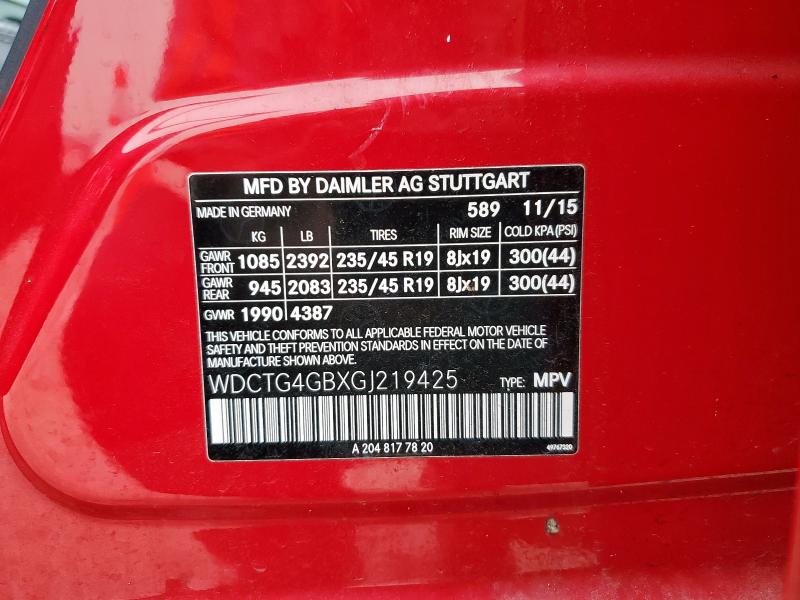 MFD BY DAIMLER AG STUTTGART
MADE IN GERMANY 589 11/15
KG LB TIRES RIM SIZE COLD KPA(PSI)
GAWR FRONT 1085 2392 235/45 R19 8Jx19 300(44)
GAWR REAR 945 2083 235/45 R19 8Jx19 300(44)
GVWR 1990 4387
THIS VEHICLE CONFORMS TO ALL APPLICABLE FEDERAL MOTOR VEHICLE
SAFETY AND THEFT PREVENTION STANDARDS IN EFFECT ON THE DATE OF
MANUFACTURE SHOWN ABOVE.
WDCTG4GBXGJ219425 TYPE: MPV
A 204 817 78 20